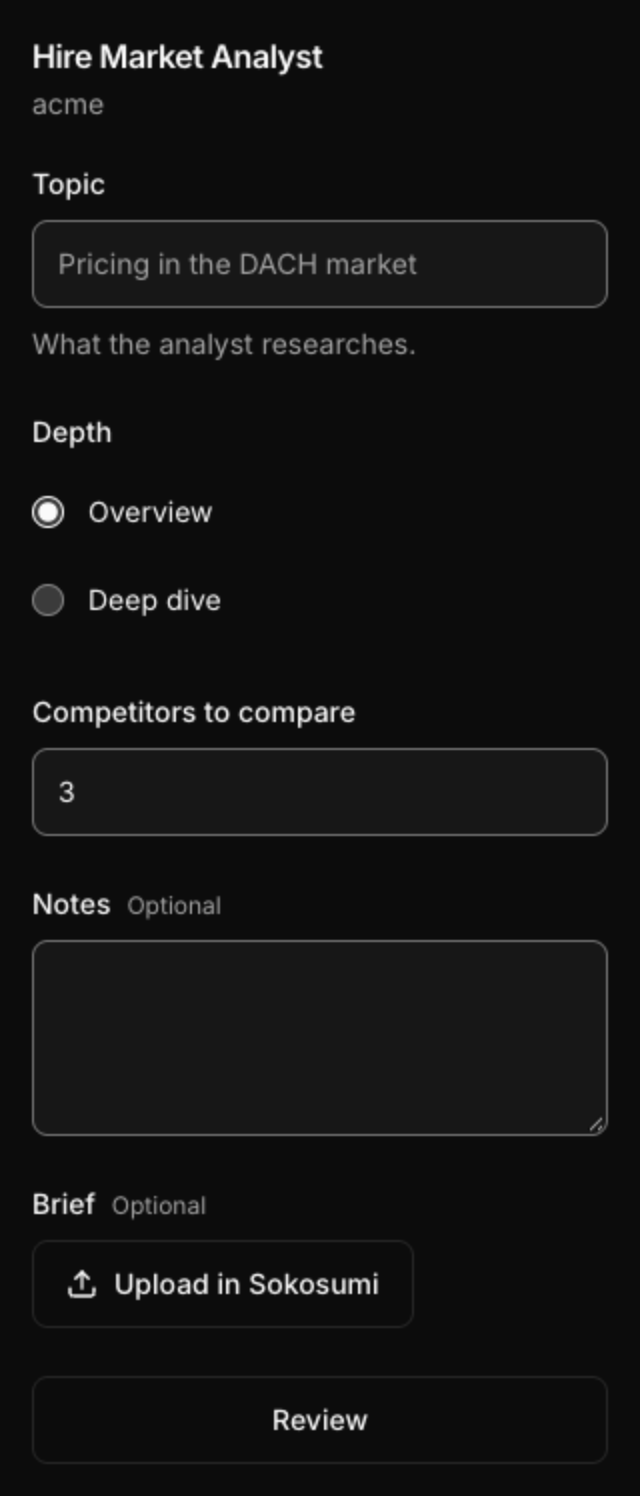 Hire Market Analyst
acme
Topic
Pricing in the DACH market
What the analyst researches.
Depth
Overview
Deep dive
Competitors to compare
3
Notes Optional
Brief Optional
Upload in Sokosumi
Review